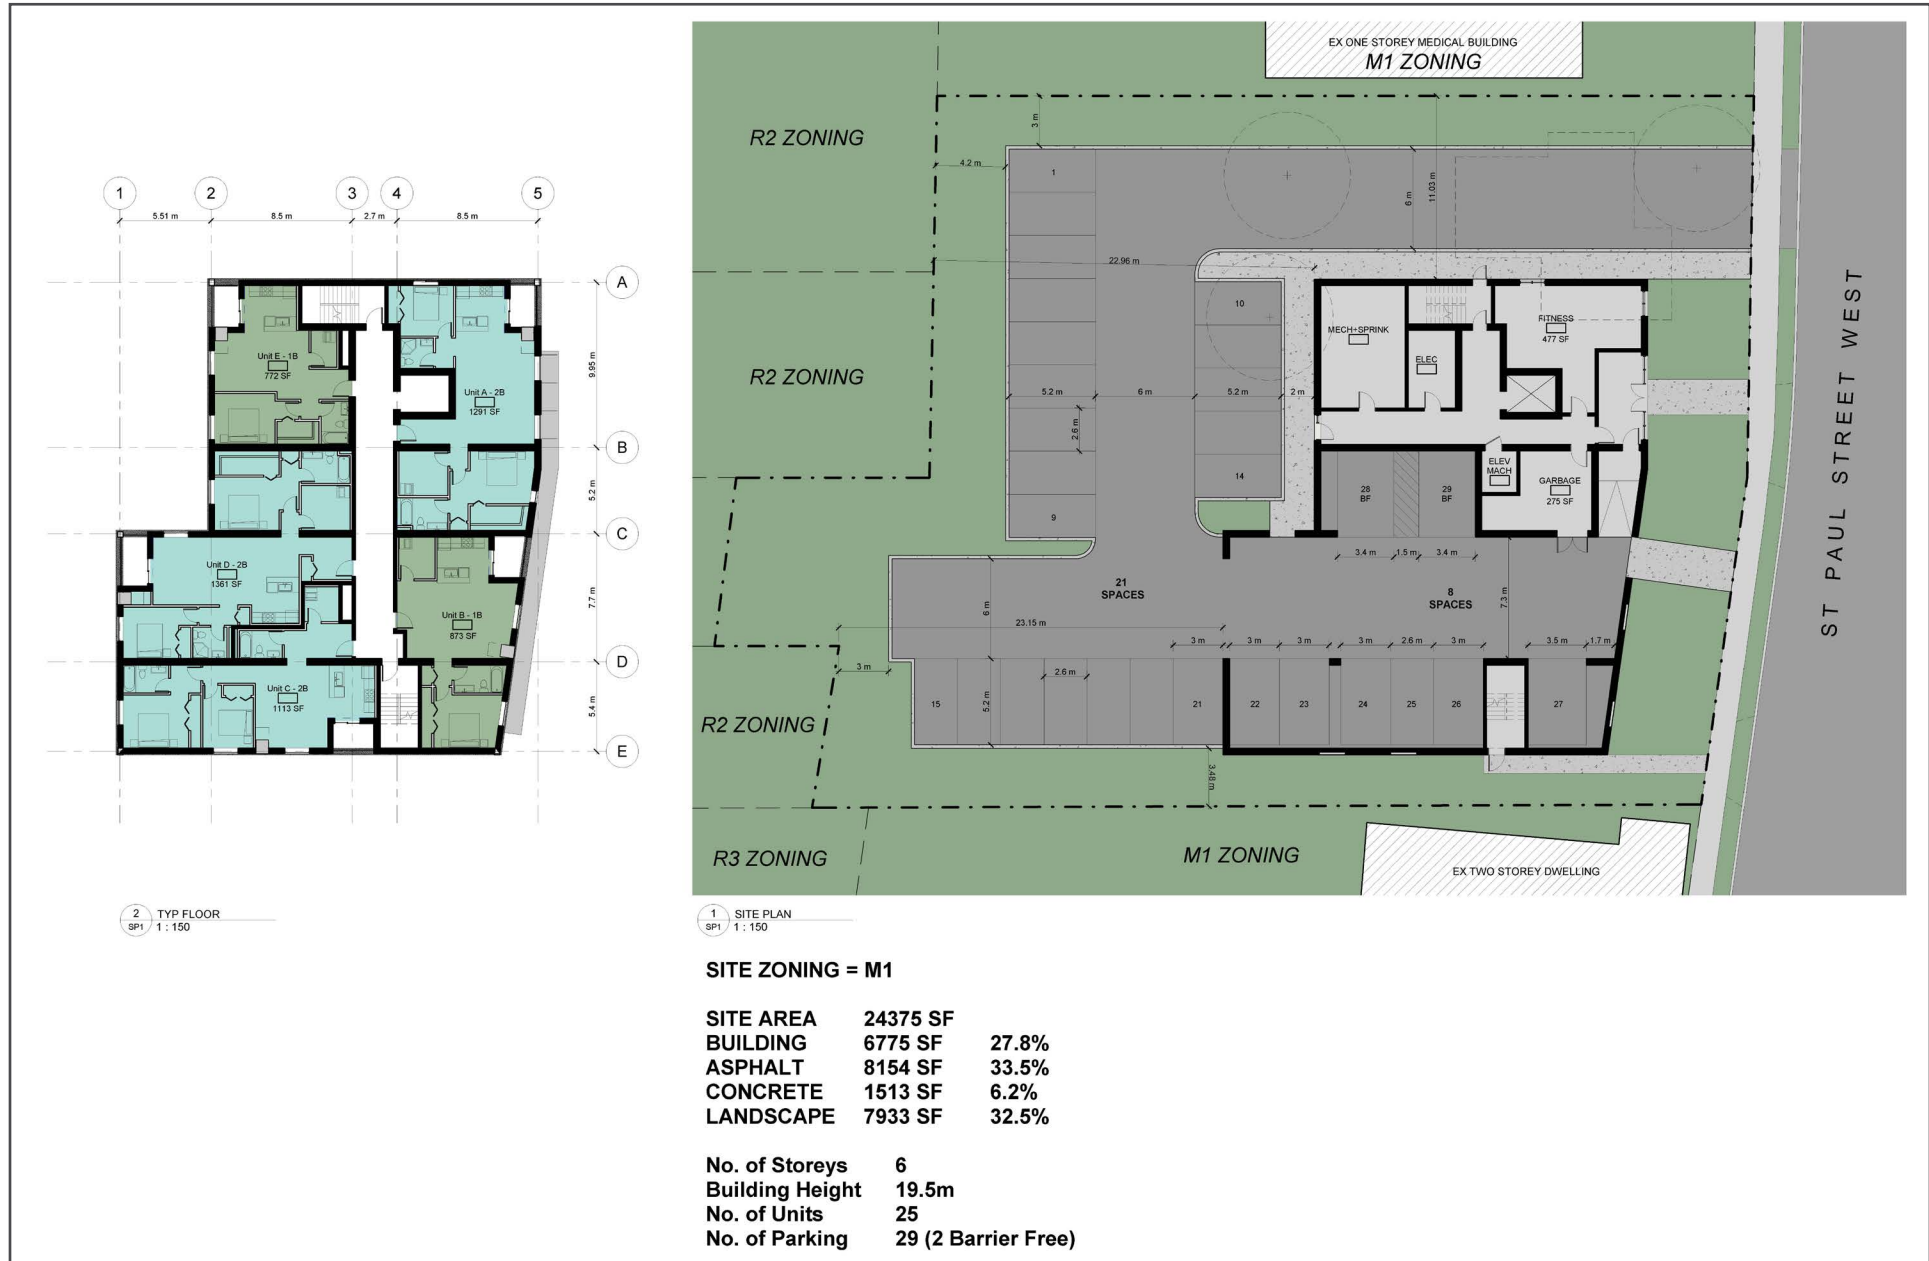 1
2
3
4
5
5.51 m
8.5 m
2.7 m
8.5 m
A
B
C
D
E
9.95 m
5.2 m
7.7 m
5.4 m
Unit E - 1B
772 SF
Unit A - 2B
1291 SF
Unit D - 2B
1361 SF
Unit B - 1B
873 SF
Unit C - 2B
1113 SF
2
SP1
TYP FLOOR
1 : 150
EX ONE STOREY MEDICAL BUILDING
M1 ZONING
R2 ZONING
R2 ZONING
R2 ZONING
R3 ZONING
M1 ZONING
EX TWO STOREY DWELLING
ST PAUL STREET WEST
3 m
4.2 m
1
6 m
11.03 m
22.96 m
10
MECH+SPRINK
ELEC
FITNESS
477 SF
5.2 m
6 m
5.2 m
2 m
2.6 m
14
9
28
BF
29
BF
ELEV
MACH
GARBAGE
275 SF
3.4 m
1.5 m
3.4 m
21
SPACES
8
SPACES
7.3 m
6 m
23.15 m
3 m
3 m
3 m
3 m
3 m
2.6 m
3 m
3.5 m
1.7 m
2.6 m
5.2 m
15
21
22
23
24
25
26
27
3.48 m
1
SP1
SITE PLAN
1 : 150
SITE ZONING = M1
SITE AREA 24375 SF
BUILDING 6775 SF 27.8%
ASPHALT 8154 SF 33.5%
CONCRETE 1513 SF 6.2%
LANDSCAPE 7933 SF 32.5%
No. of Storeys 6
Building Height 19.5m
No. of Units 25
No. of Parking 29 (2 Barrier Free)